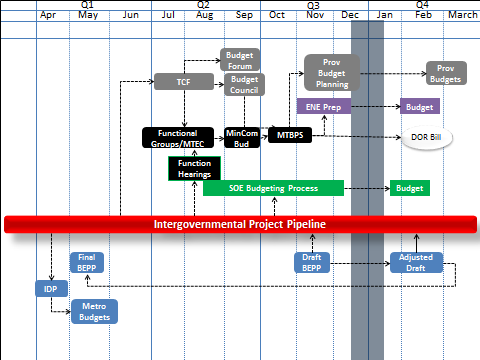 Q1 Q2 Q3 Q4
Apr May Jun Jul Aug Sep Oct Nov Dec Jan Feb March
Budget
Forum
Prov
Budget
Planning
Prov
Budgets
TCF
Budget
Council
ENE Prep
Budget
Functional
Groups/MTEC
MinCom
Bud
MTBPS
DOR Bill
Function
Hearings
SOE Budgeting Process
Budget
Intergovernmental Project Pipeline
Final
BEPP
Draft
BEPP
Adjusted
Draft
IDP
Metro
Budgets